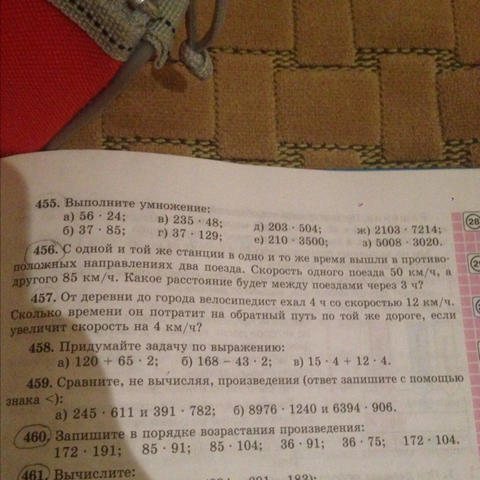 455. Выполните умножение:
а) 56 · 24; в) 235 · 48; д) 203 · 504; ж) 2103 · 7214;
б) 37 · 85; г) 37 · 129; е) 210 · 3500; з) 5008 · 3020.
456. С одной и той же станции в одно и то же время вышли в противо-
положных направлениях два поезда. Скорость одного поезда 50 км/ч, а
другого 85 км/ч. Какое расстояние будет между поездами через 3 ч?
457. От деревни до города велосипедист ехал 4 ч со скоростью 12 км/ч.
Сколько времени он потратит на обратный путь по той же дороге, если
увеличит скорость на 4 км/ч?
458. Придумайте задачу по выражению:
а) 120 + 65 · 2; б) 168 – 43 · 2; в) 15 · 4 + 12 · 4.
459. Сравните, не вычисляя, произведения (ответ запишите с помощью
знака <):
а) 245 · 611 и 391 · 782; б) 8976 · 1240 и 6394 · 906.
460. Запишите в порядке возрастания произведения:
172 · 191; 85 · 91; 85 · 104; 36 · 91; 36 · 75; 172 · 104.
461. Вычислите:
28